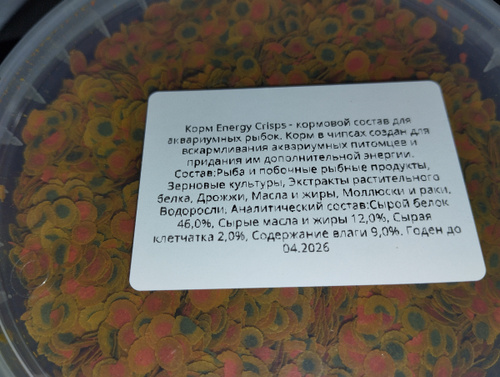 Корм Energy Crisps - кормовой состав для
аквариумных рыбок. Корм в чипсах создан для
вскармливания аквариумных питомцев и
придания им дополнительной энергии.
Состав:Рыба и побочные рыбные продукты,
Зерновые культуры, Экстракты растительного
белка, Дрожжи, Масла и жиры, Моллюски и раки,
Водоросли. Аналитический состав:Сырой белок
46,0%, Сырые масла и жиры 12,0%, Сырая
клетчатка 2,0%, Содержание влаги 9,0%. Годен до
04.2026